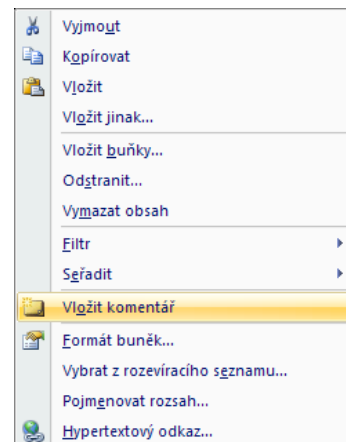 Vyjmout
Kopírovat
Vložit
Vložit jinak...
Vložit buňky...
Odstranit...
Vymazat obsah
Filtr
Seřadit
Vložit komentář
Formát buněk...
Vybrat z rozevíracího seznamu...
Pojmenovat rozsah...
Hypertextový odkaz...